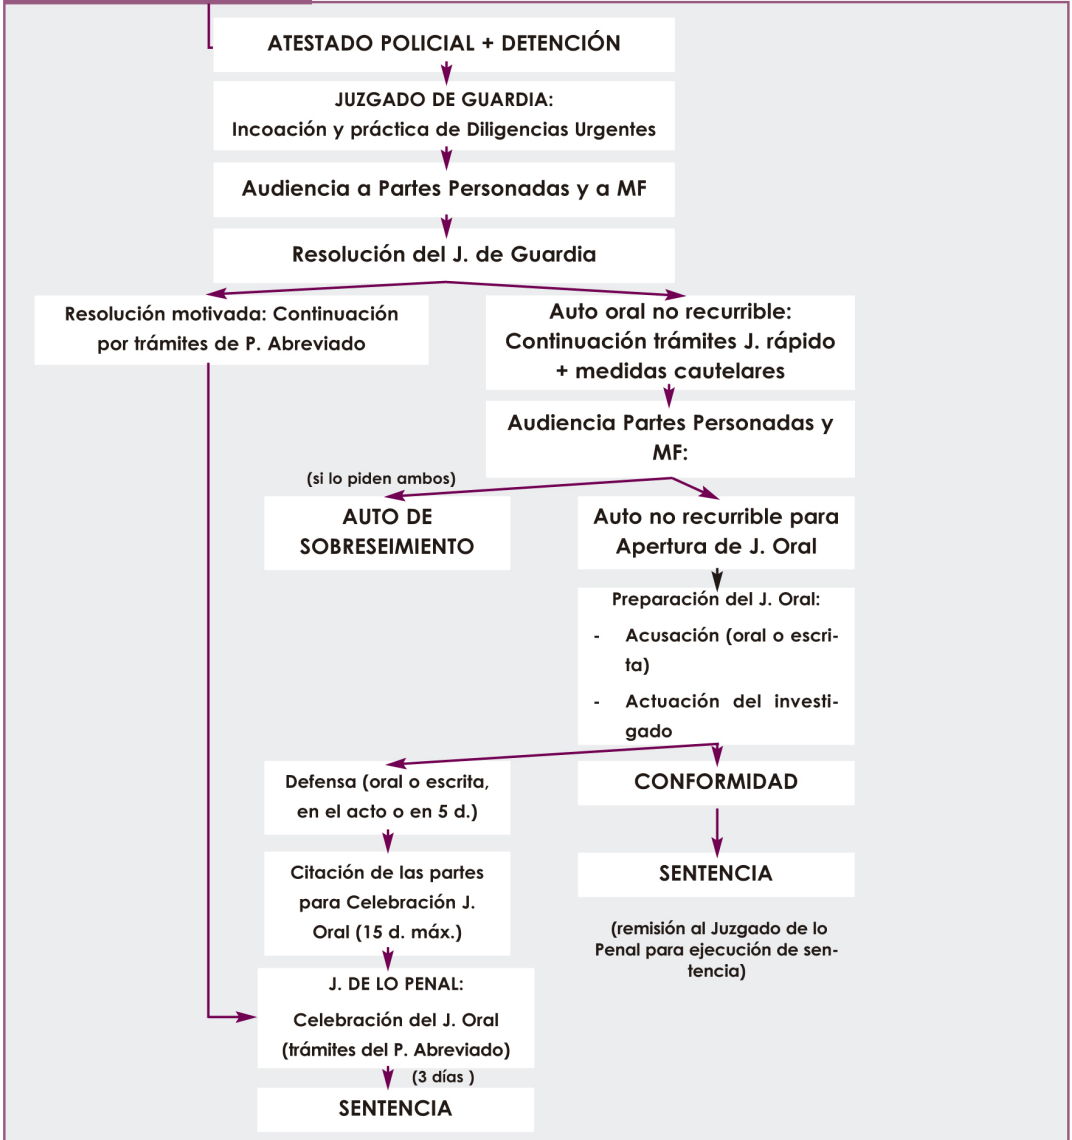 ATESTADO POLICIAL + DETENCIÓN
JUZGADO DE GUARDIA:
Incoación y práctica de Diligencias Urgentes
Audiencia a Partes Personadas y a MF
Resolución del J. de Guardia
Resolución motivada: Continuación
por trámites de P. Abreviado
Auto oral no recurrible:
Continuación trámites J. rápido
+ medidas cautelares
Audiencia Partes Personadas y
MF:
(si lo piden ambos)
AUTO DE
SOBRESEIMIENTO
Auto no recurrible para
Apertura de J. Oral
Preparación del J. Oral:
- Acusación (oral o escri-
ta)
- Actuación del investi-
gado
Defensa (oral o escrita,
en el acto o en 5 d.)
CONFORMIDAD
Citación de las partes
para Celebración J.
Oral (15 d. máx.)
SENTENCIA
(remisión al Juzgado de lo
Penal para ejecución de sen-
tencia)
J. DE LO PENAL:
Celebración del J. Oral
(trámites del P. Abreviado)
(3 días )
SENTENCIA